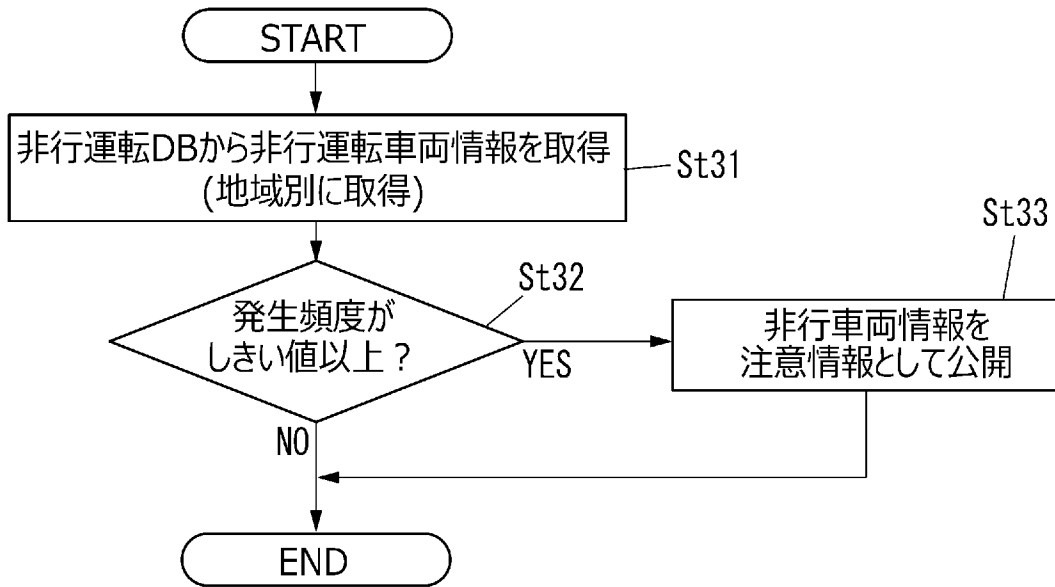 START
非行運転DBから非行運転車両情報を取得
(地域別に取得)
St31
発生頻度が
しきい値以上？
St32
YES
NO
St33
非行車両情報を
注意情報として公開
END